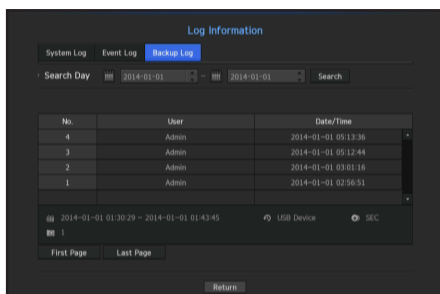 Log Information
System Log Event Log Backup Log
Search Day 2014-01-01 ~ 2014-01-01 Search
No. User Date/Time
4 Admin 2014-01-01 05:13:36
3 Admin 2014-01-01 05:12:44
2 Admin 2014-01-01 03:01:16
1 Admin 2014-01-01 02:56:51
2014-01-01 01:30:29 ~ 2014-01-01 01:43:45 USB Device SEC
1
First Page Last Page
Return